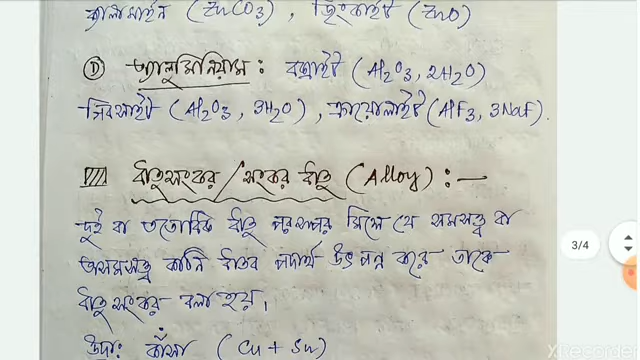 ক্যালামাইন (ZnCO3), জিংকাইট (ZnO)
① অ্যালুমিনিয়াম : বক্সাইট (Al2O3, 2H2O)
গিবসাইট (Al2O3, 3H2O), ক্রায়োলাইট (AlF3, 3NaF).
ধাতুসংকর / সংকর ধাতু (Alloy) :—
দুই বা ততোধিক ধাতু পরস্পর মিশে যে সমসত্ত্ব বা
অসমসত্ত্ব কঠিন ধাতব পদার্থ উৎপন্ন করে তাকে
ধাতুসংকর বলা হয়।
উদা: কাঁসা (Cu + Sn)
3/4
XRecorder